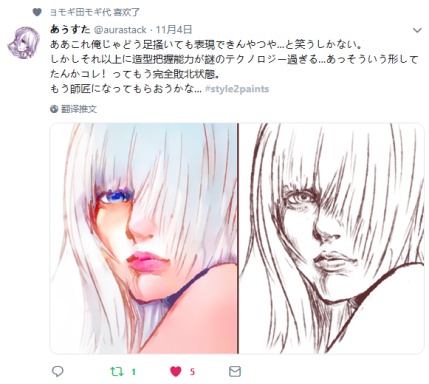 ヨモギ田モギ代 喜欢了
あうすた @aurastack · 11月4日
ああこれ俺じゃどう足掻いても表現できんやつや...と笑うしかない。
しかしそれ以上に造型把握能力が謎のテクノロジー過ぎる...あっそういう形して
たんかコレ！ってもう完全敗北状態。
もう師匠になってもらおうかな... #style2paints
翻译推文
1 5